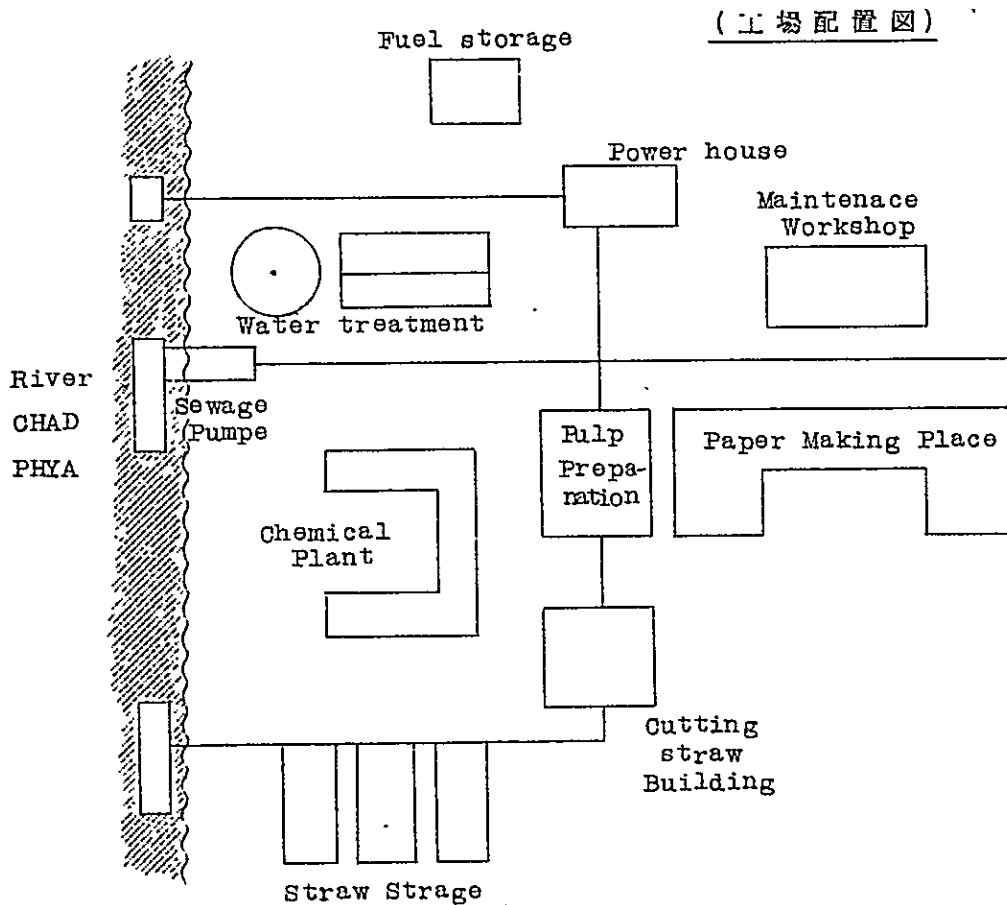 (工場配置図)
Fuel storage
Power house
Maintenace
Workshop
Water treatment
River
CHAD
PHYA
Sewage
Pumpe
Pulp
Prepa-
ration
Paper Making Place
Chemical
Plant
Cutting
straw
Building
Straw Strage